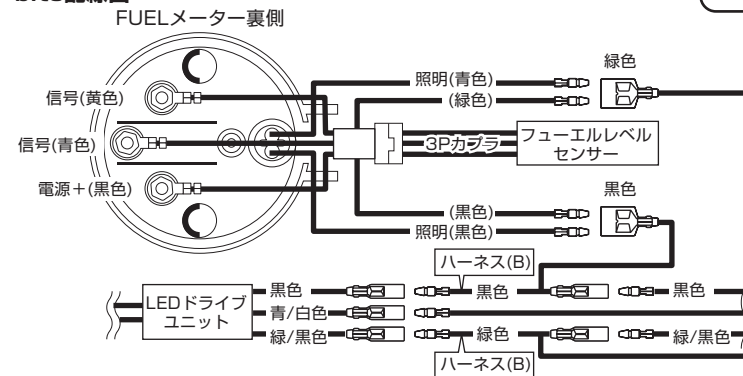 FUELメーター裏側
信号(黄色)
信号(青色)
電源＋(黒色)
照明(青色)
(緑色)
緑色
3Pカプラ
フューエルレベル
センサー
黒色
(黒色)
照明(黒色)
ハーネス(B)
LEDドライブ
ユニット
黒色
黒色
黒色
青/白色
緑/黒色
緑色
緑/黒色
ハーネス(B)